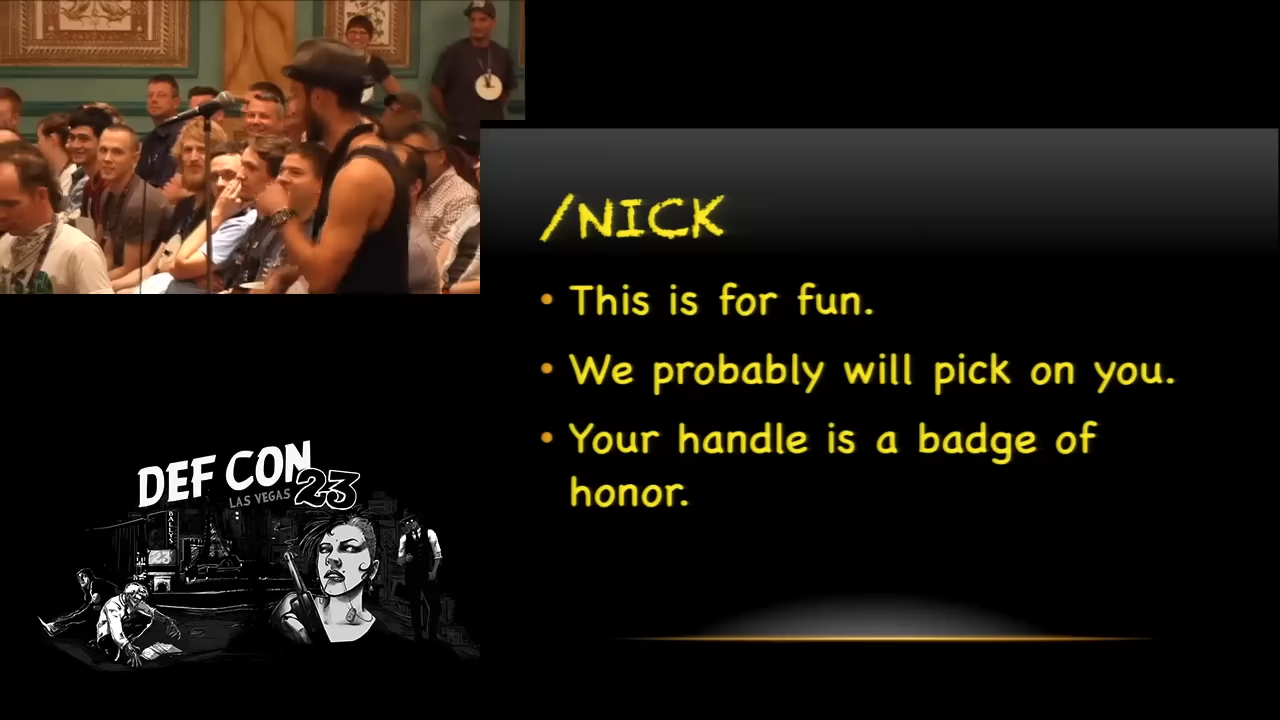 /NICK
• This is for fun.
• We probably will pick on you.
• Your handle is a badge of
honor.
DEF CON
LAS VEGAS 23
BALLYS